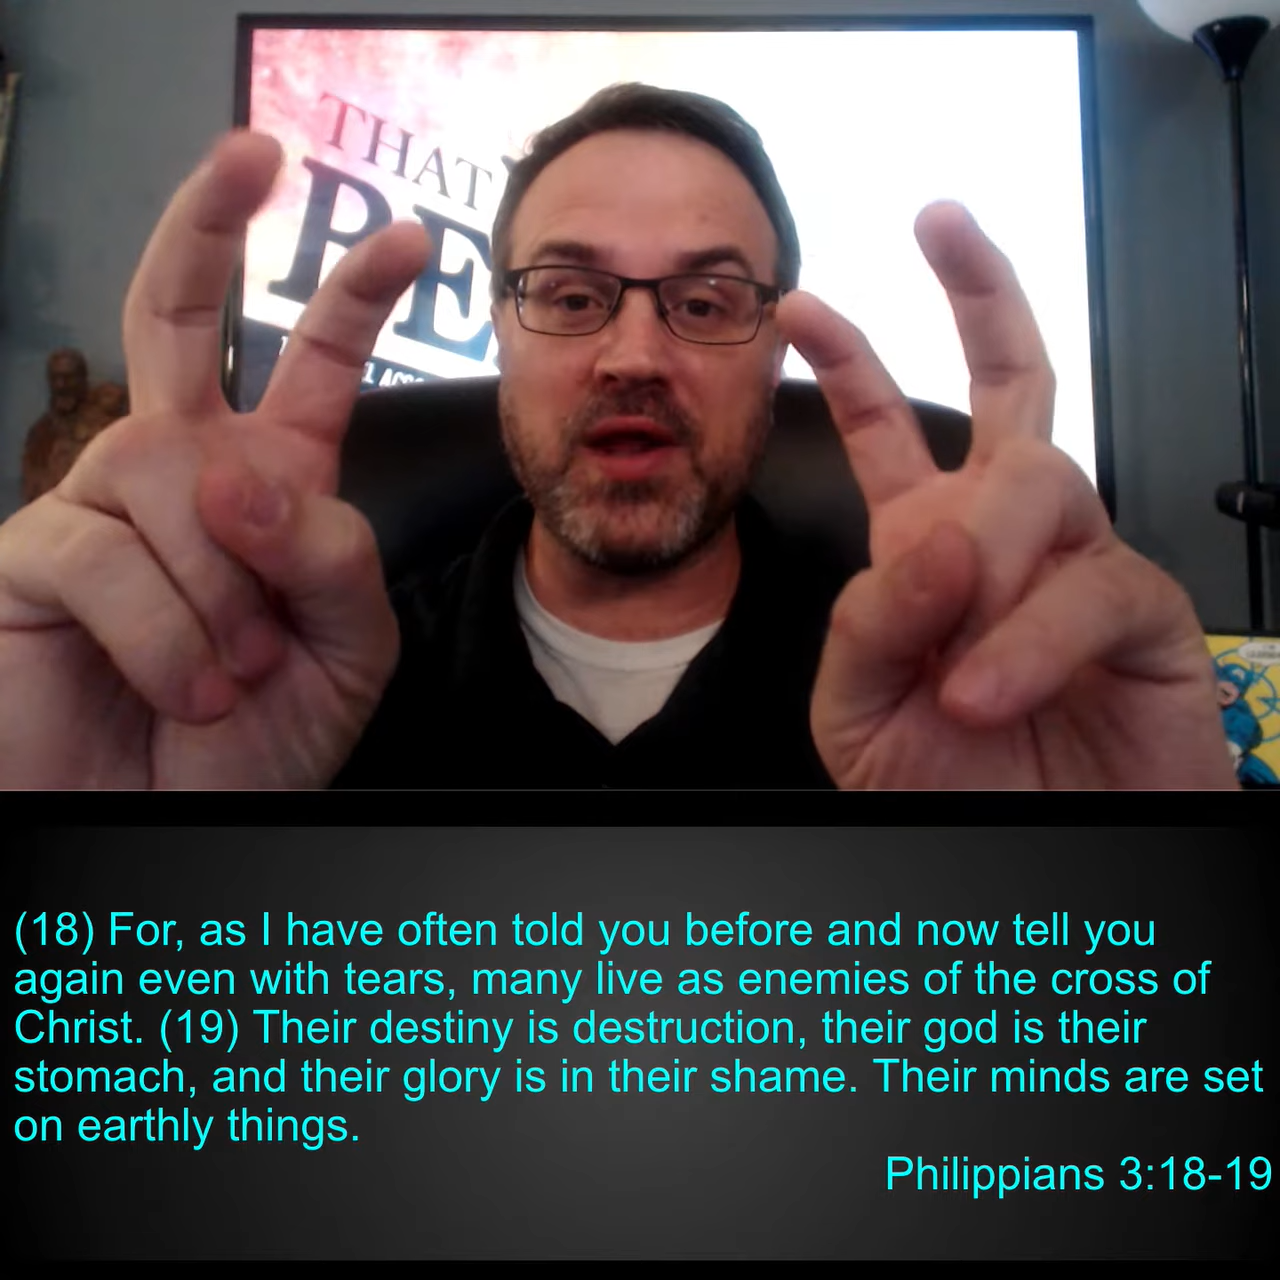 THAT
(18) For, as I have often told you before and now tell you
again even with tears, many live as enemies of the cross of
Christ. (19) Their destiny is destruction, their god is their
stomach, and their glory is in their shame. Their minds are set
on earthly things.
Philippians 3:18-19